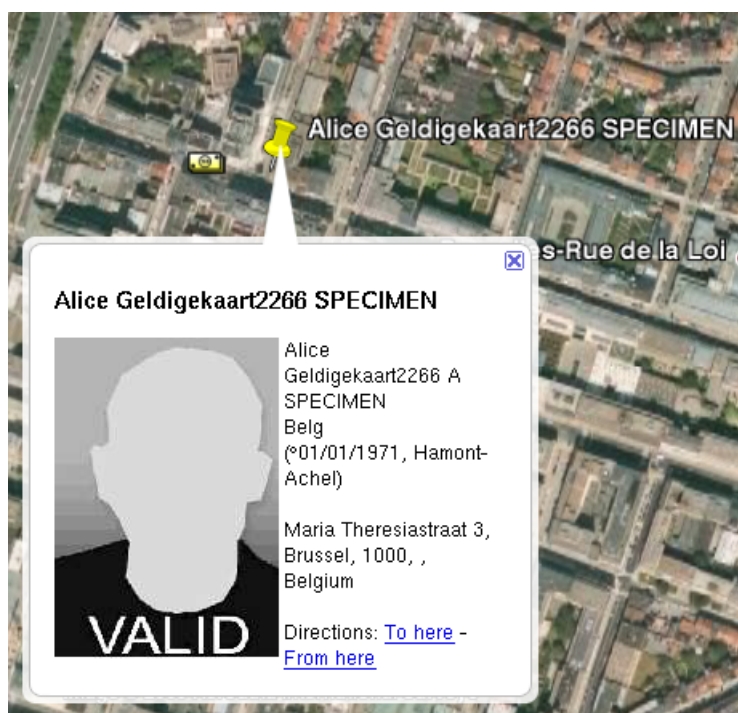 Alice Geldigekaart2266 SPECIMEN
s-Rue de la Loi
Alice Geldigekaart2266 SPECIMEN
Alice
Geldigekaart2266 A
SPECIMEN
Belg
(°01/01/1971, Hamont-
Achel)
Maria Theresiastraat 3,
Brussel, 1000, ,
Belgium
VALID
Directions: To here -
From here